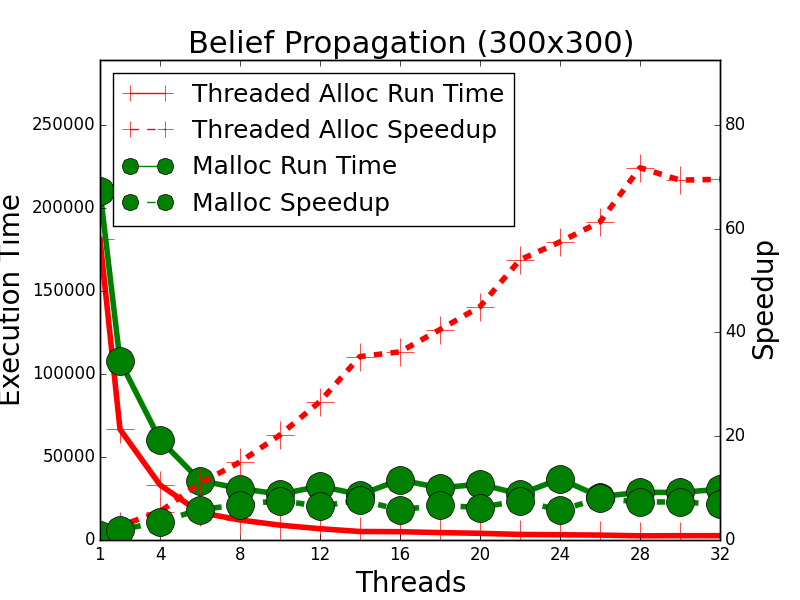 Belief Propagation (300x300)
Threaded Alloc Run Time
Threaded Alloc Speedup
Malloc Run Time
Malloc Speedup
Execution Time
250000
200000
150000
100000
50000
0
80
60
40
20
0
Speedup
1 4 8 12 16 20 24 28 32
Threads